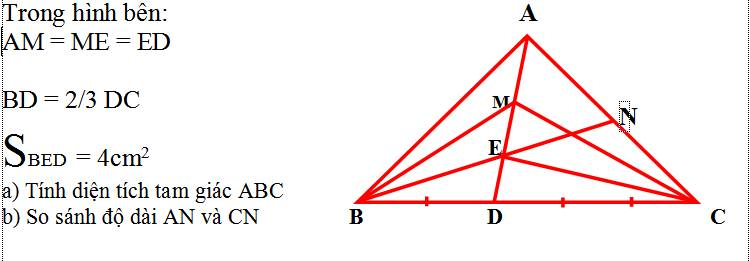 Trong hình bên:
AM = ME = ED
BD = 2/3 DC
SBED = 4cm²
a) Tính diện tích tam giác ABC
b) So sánh độ dài AN và CN
A
M
N
E
B D C